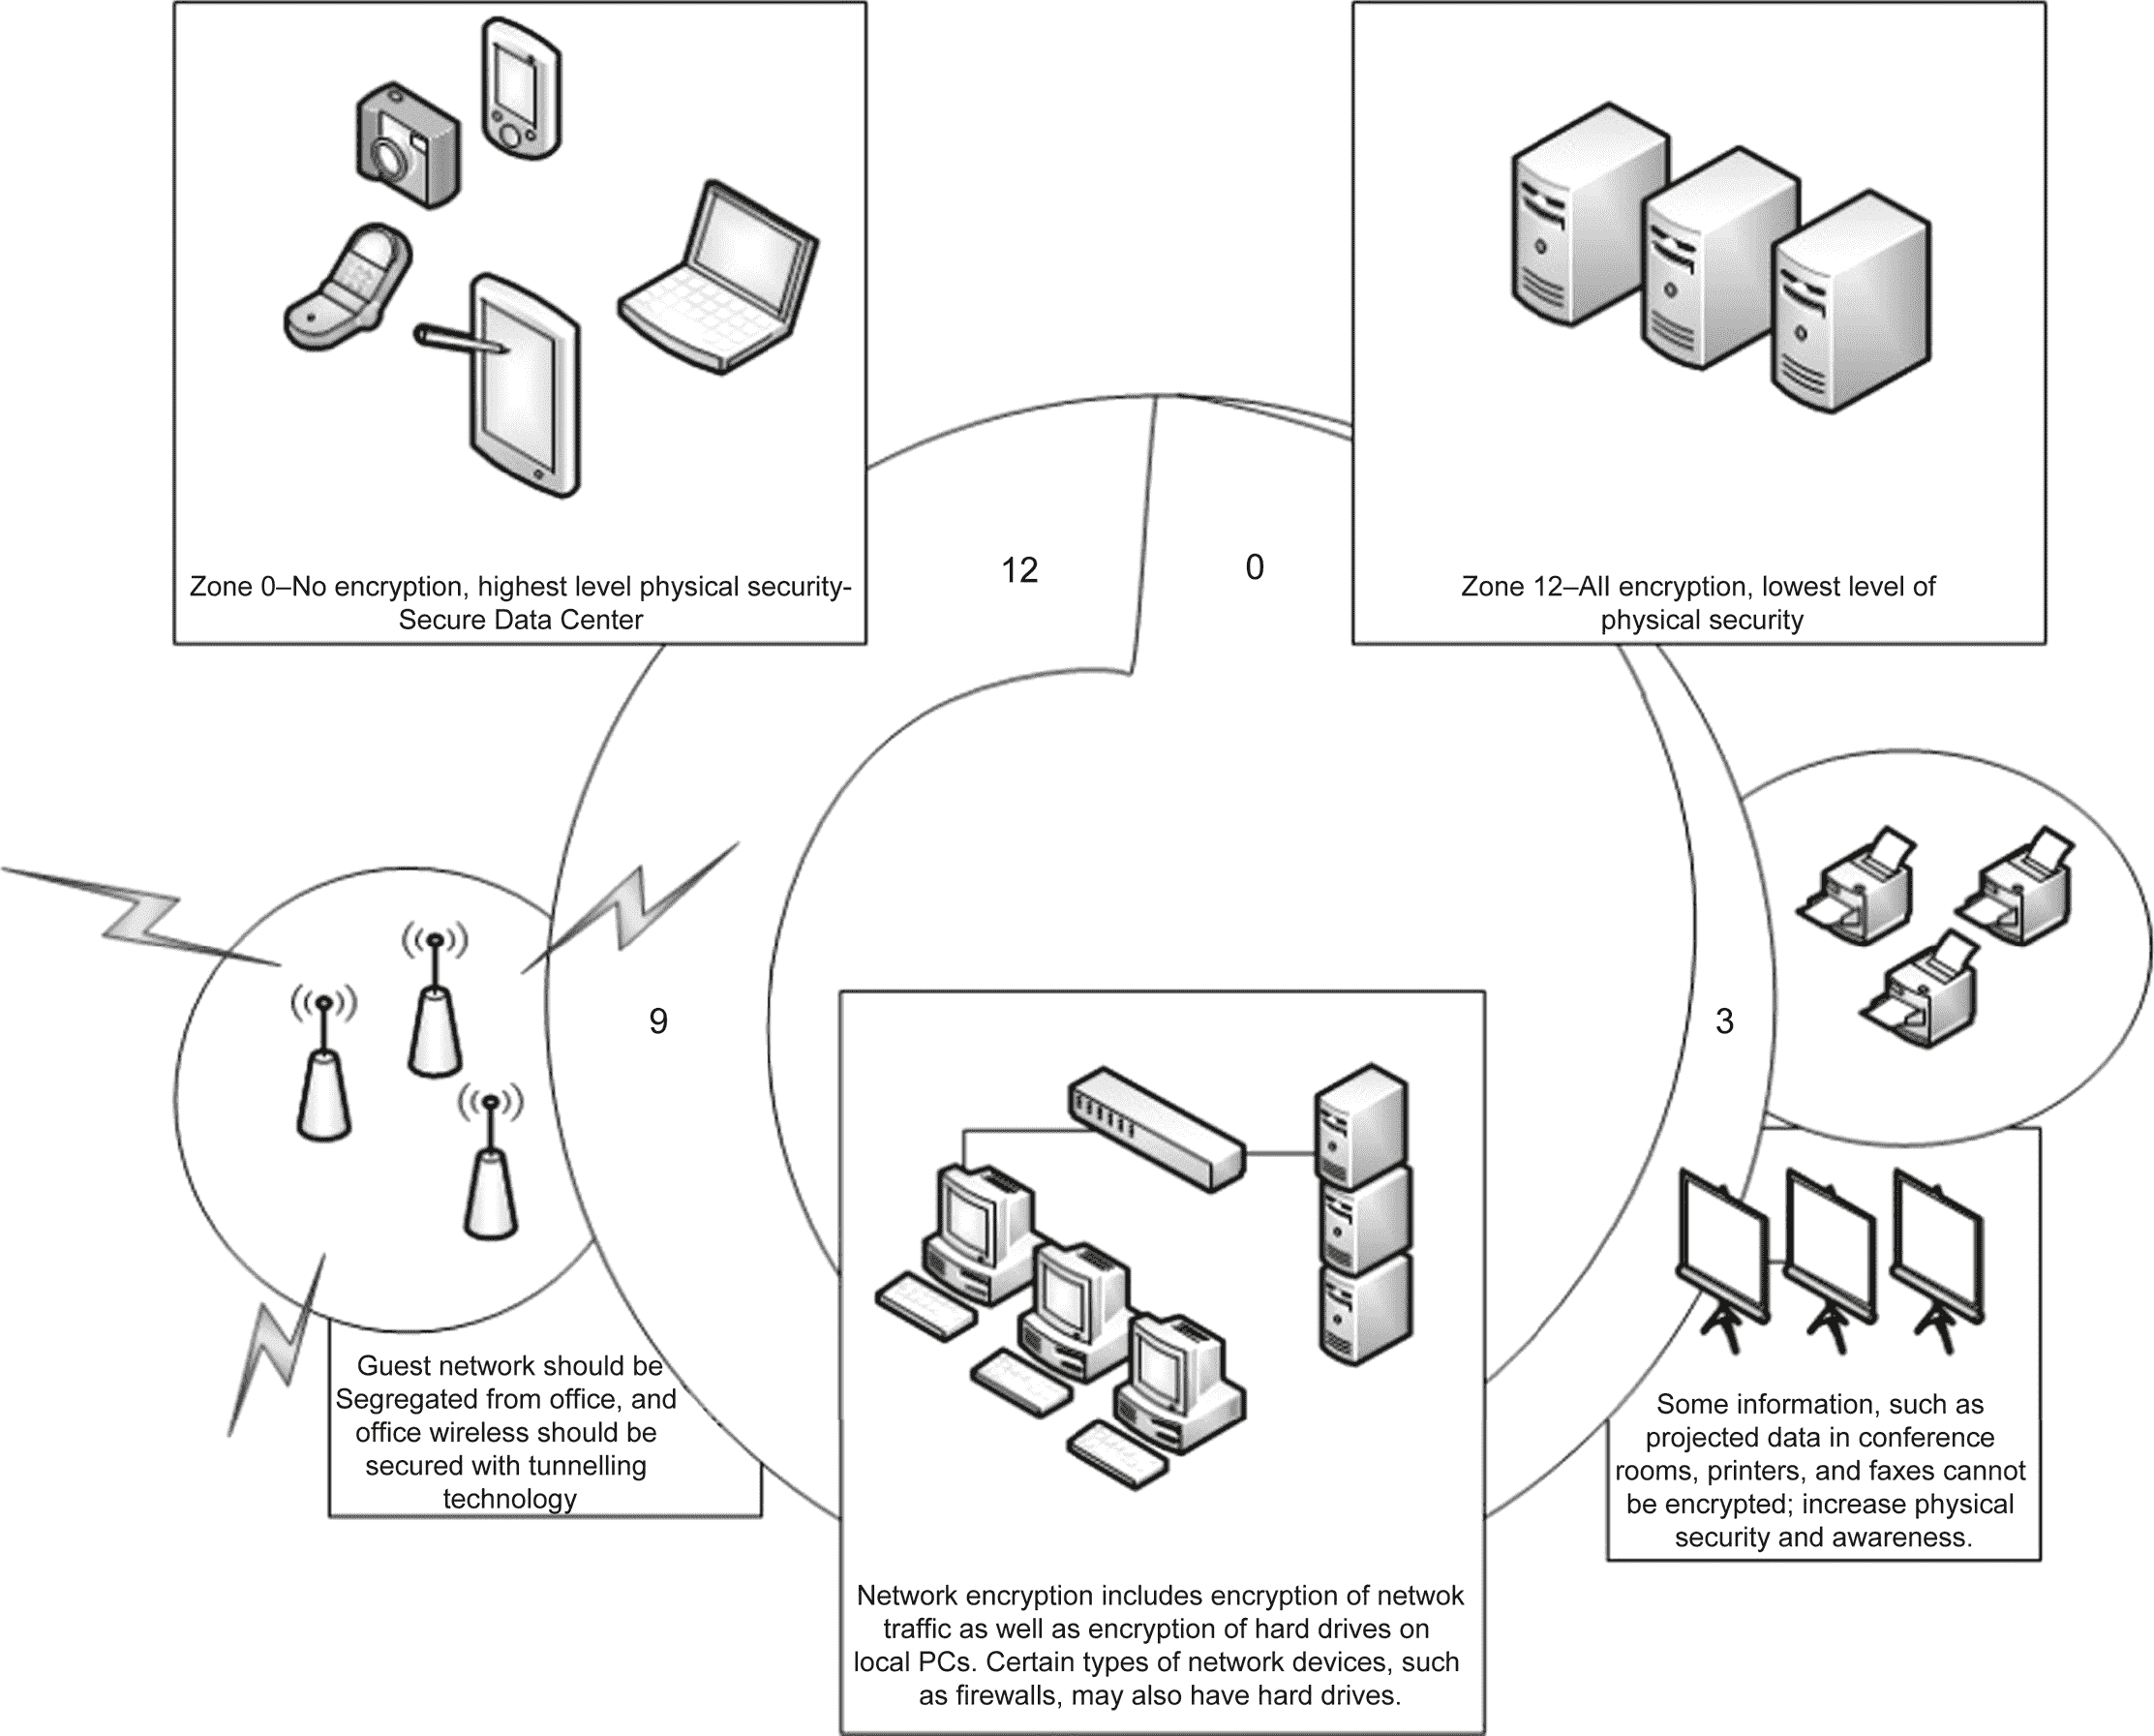 Zone 0–No encryption, highest level physical security-
Secure Data Center
Zone 12–All encryption, lowest level of
physical security
12
0
9
3
Guest network should be
Segregated from office, and
office wireless should be
secured with tunnelling
technology
Some information, such as
projected data in conference
rooms, printers, and faxes cannot
be encrypted; increase physical
security and awareness.
Network encryption includes encryption of netwok
traffic as well as encryption of hard drives on
local PCs. Certain types of network devices, such
as firewalls, may also have hard drives.